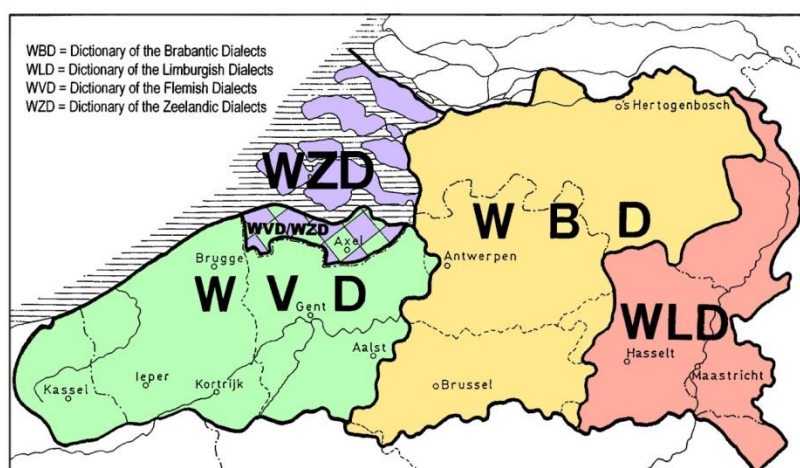 WBD = Dictionary of the Brabantic Dialects
WLD = Dictionary of the Limburgish Dialects
WVD = Dictionary of the Flemish Dialects
WZD = Dictionary of the Zeelandic Dialects
's Hertogenbosch
WZD
WVD/WZD
W B D
Axel
Brugge
Antwerpen
W V D
Gent
WLD
Aalst
Hasselt
Maastricht
Ieper
Kassel
Kortrijk
Brussel